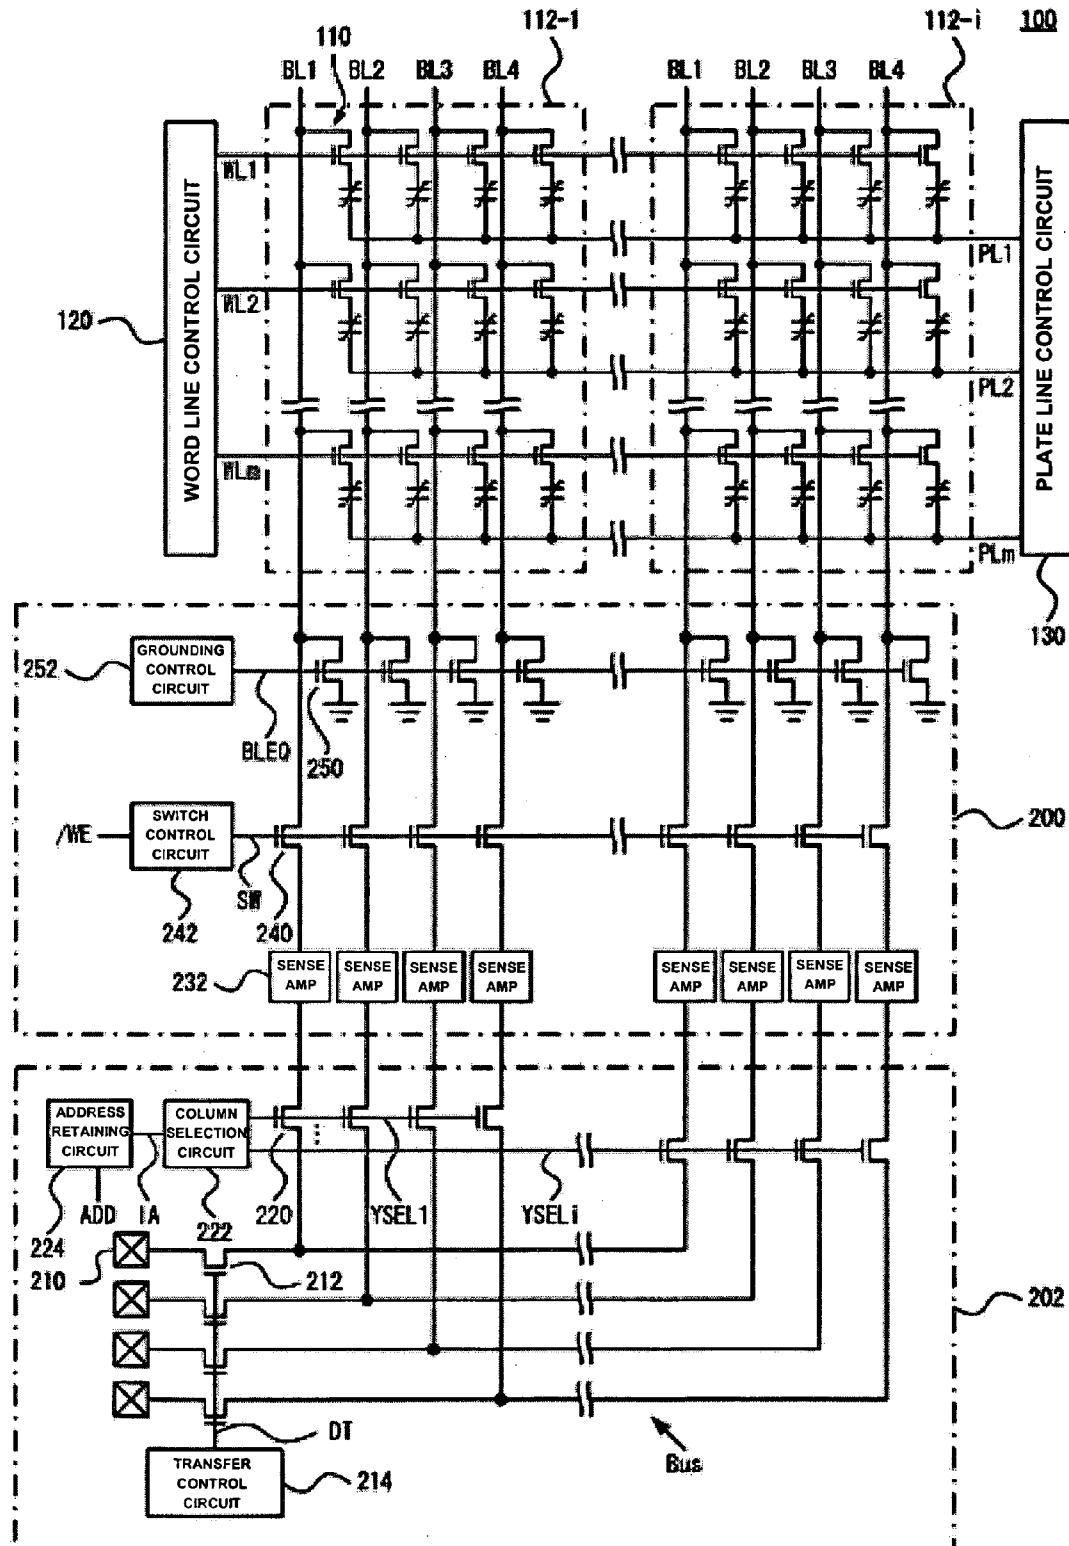 112-1 112-i 100
110
BL1 BL2 BL3 BL4 BL1 BL2 BL3 BL4
WORD LINE CONTROL CIRCUIT
PLATE LINE CONTROL CIRCUIT
WL1
PL1
WL2
120
PL2
WLm
PLm
130
GROUNDING
CONTROL
CIRCUIT
252
BLEQ
250
/WE
SWITCH
CONTROL
CIRCUIT
200
SW
242
240
232
SENSE
AMP
SENSE
AMP
SENSE
AMP
SENSE
AMP
SENSE
AMP
SENSE
AMP
SENSE
AMP
SENSE
AMP
ADDRESS
RETAINING
CIRCUIT
COLUMN
SELECTION
CIRCUIT
224 ADD IA 222 220 YSEL1 YSELi
210
212
202
DT
Bus
TRANSFER
CONTROL
CIRCUIT
214